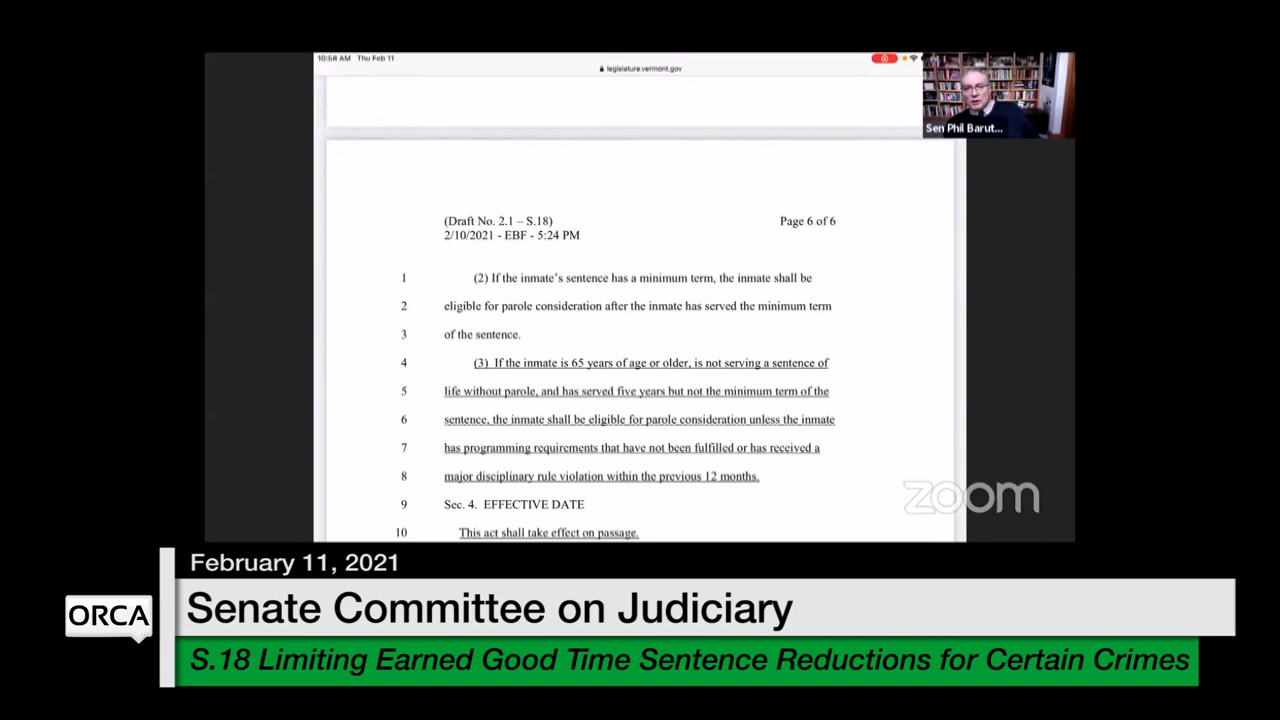 10:58 AM Thu Feb 11
legislature.vermont.gov
Sen Phil Barut...
(Draft No. 2.1 – S.18) Page 6 of 6
2/10/2021 - EBF - 5:24 PM
1 (2) If the inmate's sentence has a minimum term, the inmate shall be
2 eligible for parole consideration after the inmate has served the minimum term
3 of the sentence.
4 (3) If the inmate is 65 years of age or older, is not serving a sentence of
5 life without parole, and has served five years but not the minimum term of the
6 sentence, the inmate shall be eligible for parole consideration unless the inmate
7 has programming requirements that have not been fulfilled or has received a
8 major disciplinary rule violation within the previous 12 months.
9 Sec. 4. EFFECTIVE DATE
10 This act shall take effect on passage.
zoom
February 11, 2021
ORCA
Senate Committee on Judiciary
S.18 Limiting Earned Good Time Sentence Reductions for Certain Crimes